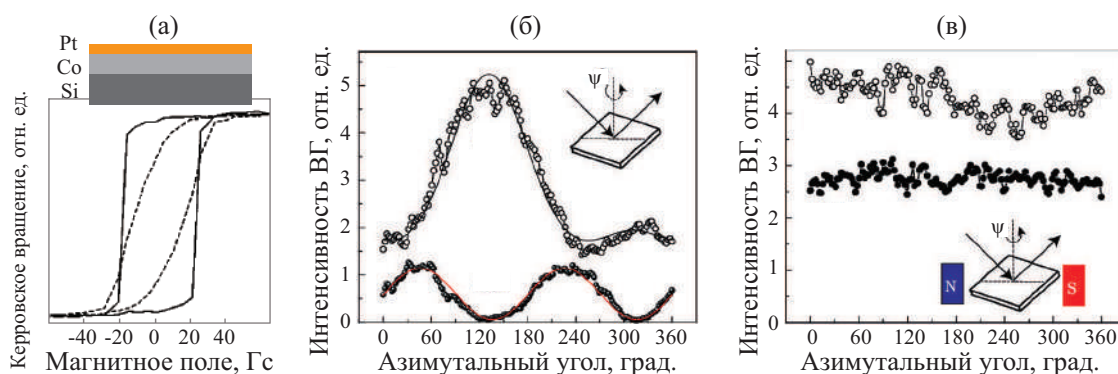 (а)
Pt
Co
Si
Керровское вращение, отн. ед.
-40 -20 0 20 40
Магнитное поле, Гс
(б)
Интенсивность ВГ, отн. ед.
5
4
3
2
1
0
ψ
0 60 120 180 240 300 360
Азимутальный угол, град.
(в)
Интенсивность ВГ, отн. ед.
5
4
3
2
1
0
ψ
N
S
0 60 120 180 240 300 360
Азимутальный угол, град.